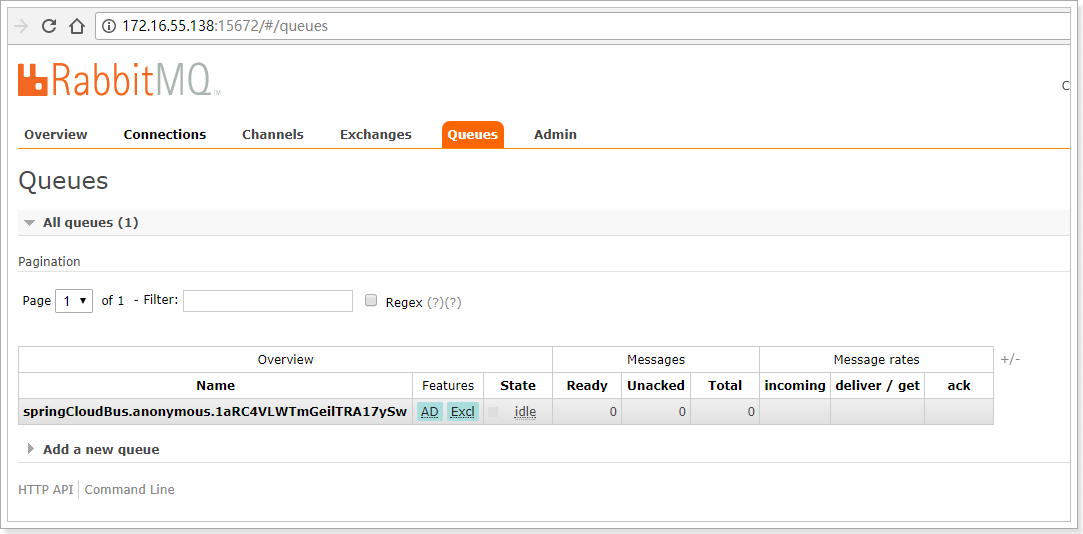 172.16.55.138:15672/#/queues
RabbitMQ TM
C
Overview Connections Channels Exchanges Queues Admin
Queues
All queues (1)
Pagination
Page 1 of 1 - Filter: Regex (?)(?)
Overview Messages Message rates +/-
Name Features State Ready Unacked Total incoming deliver / get ack
springCloudBus.anonymous.1aRC4VLWTmGeilTRA17ySw AD Excl idle 0 0 0
Add a new queue
HTTP API Command Line